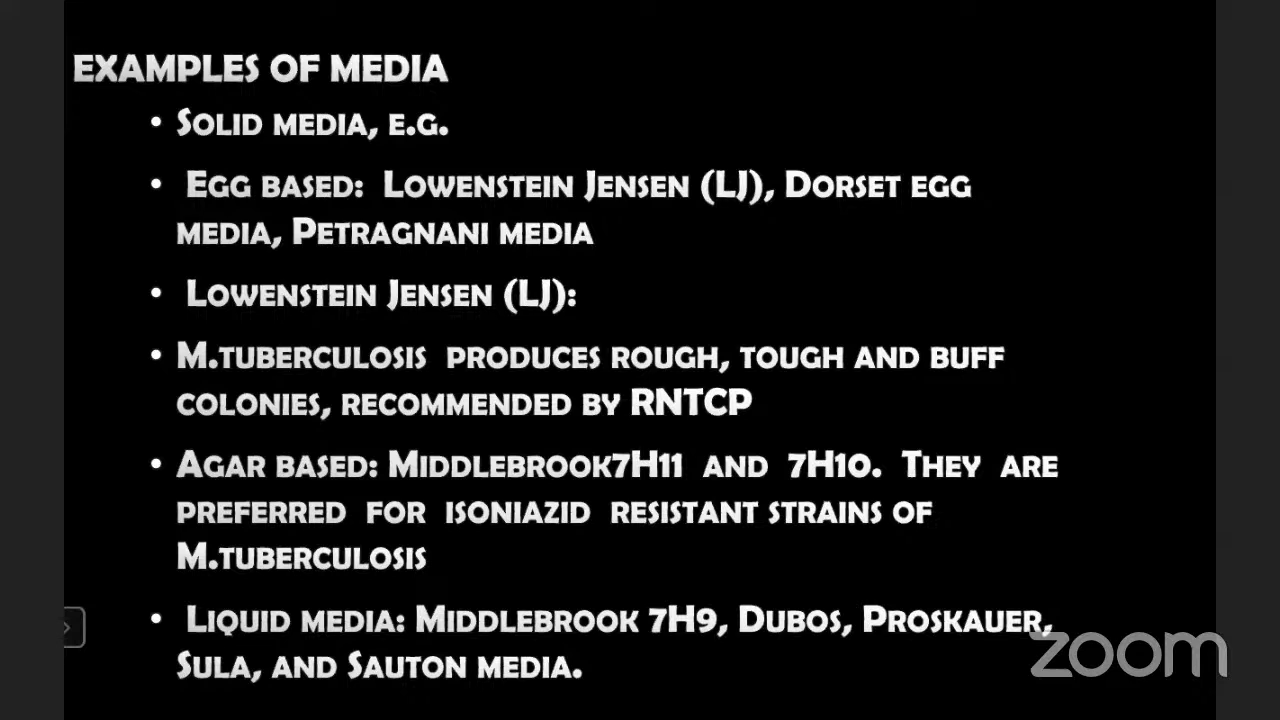 EXAMPLES OF MEDIA
• SOLID MEDIA, E.G.
• EGG BASED: LOWENSTEIN JENSEN (LJ), DORSET EGG
MEDIA, PETRAGNANI MEDIA
• LOWENSTEIN JENSEN (LJ):
• M.TUBERCULOSIS PRODUCES ROUGH, TOUGH AND BUFF
COLONIES, RECOMMENDED BY RNTCP
• AGAR BASED: MIDDLEBROOK7H11 AND 7H10. THEY ARE
PREFERRED FOR ISONIAZID RESISTANT STRAINS OF
M.TUBERCULOSIS
• LIQUID MEDIA: MIDDLEBROOK 7H9, DUBOS, PROSKAUER,
SULA, AND SAUTON MEDIA.
zoom